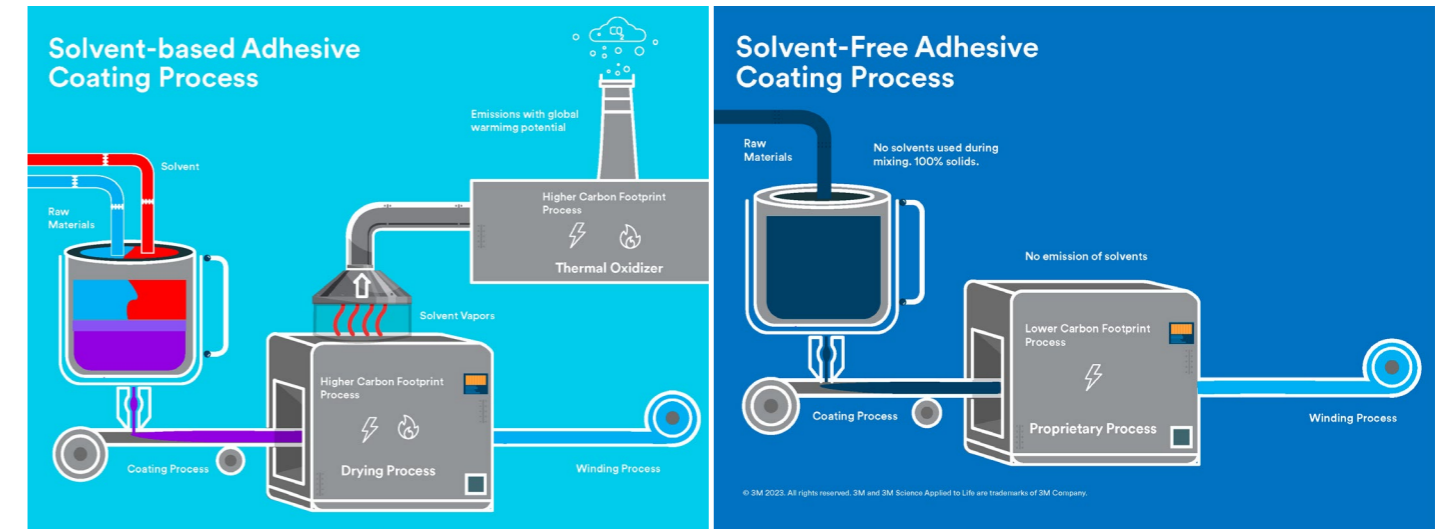 Solvent-based Adhesive
Coating Process
CO2
Emissions with global
warmimg potential
Solvent
Raw
Materials
Higher Carbon Footprint
Process
Thermal Oxidizer
Solvent Vapors
Higher Carbon Footprint
Process
Drying Process
Coating Process
Winding Process
Solvent-Free Adhesive
Coating Process
Raw
Materials
No solvents used during
mixing. 100% solids.
No emission of solvents
Lower Carbon Footprint
Process
Proprietary Process
Coating Process
Winding Process
© 3M 2023. All rights reserved. 3M and 3M Science Applied to Life are trademarks of 3M Company.